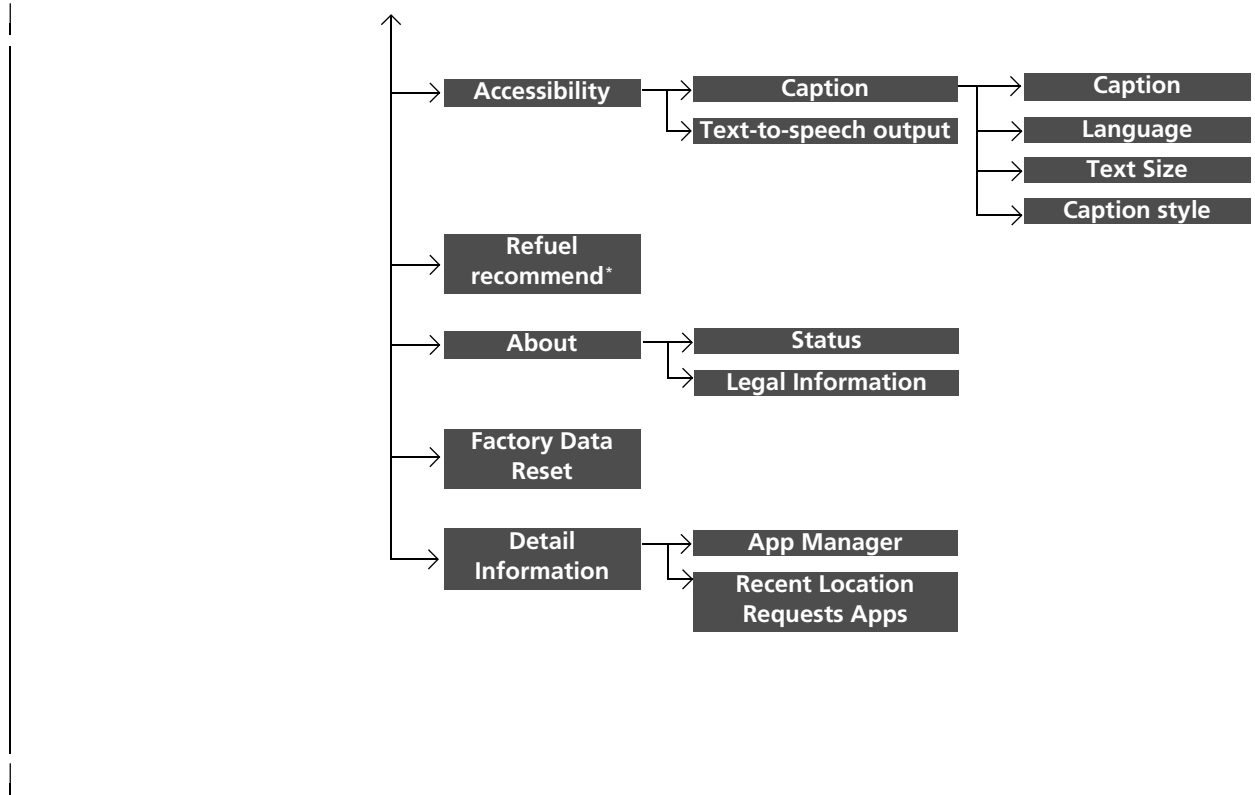 Accessibility
Caption
Text-to-speech output
Caption
Language
Text Size
Caption style
Refuel
recommend*
About
Status
Legal Information
Factory Data
Reset
Detail
Information
App Manager
Recent Location
Requests Apps